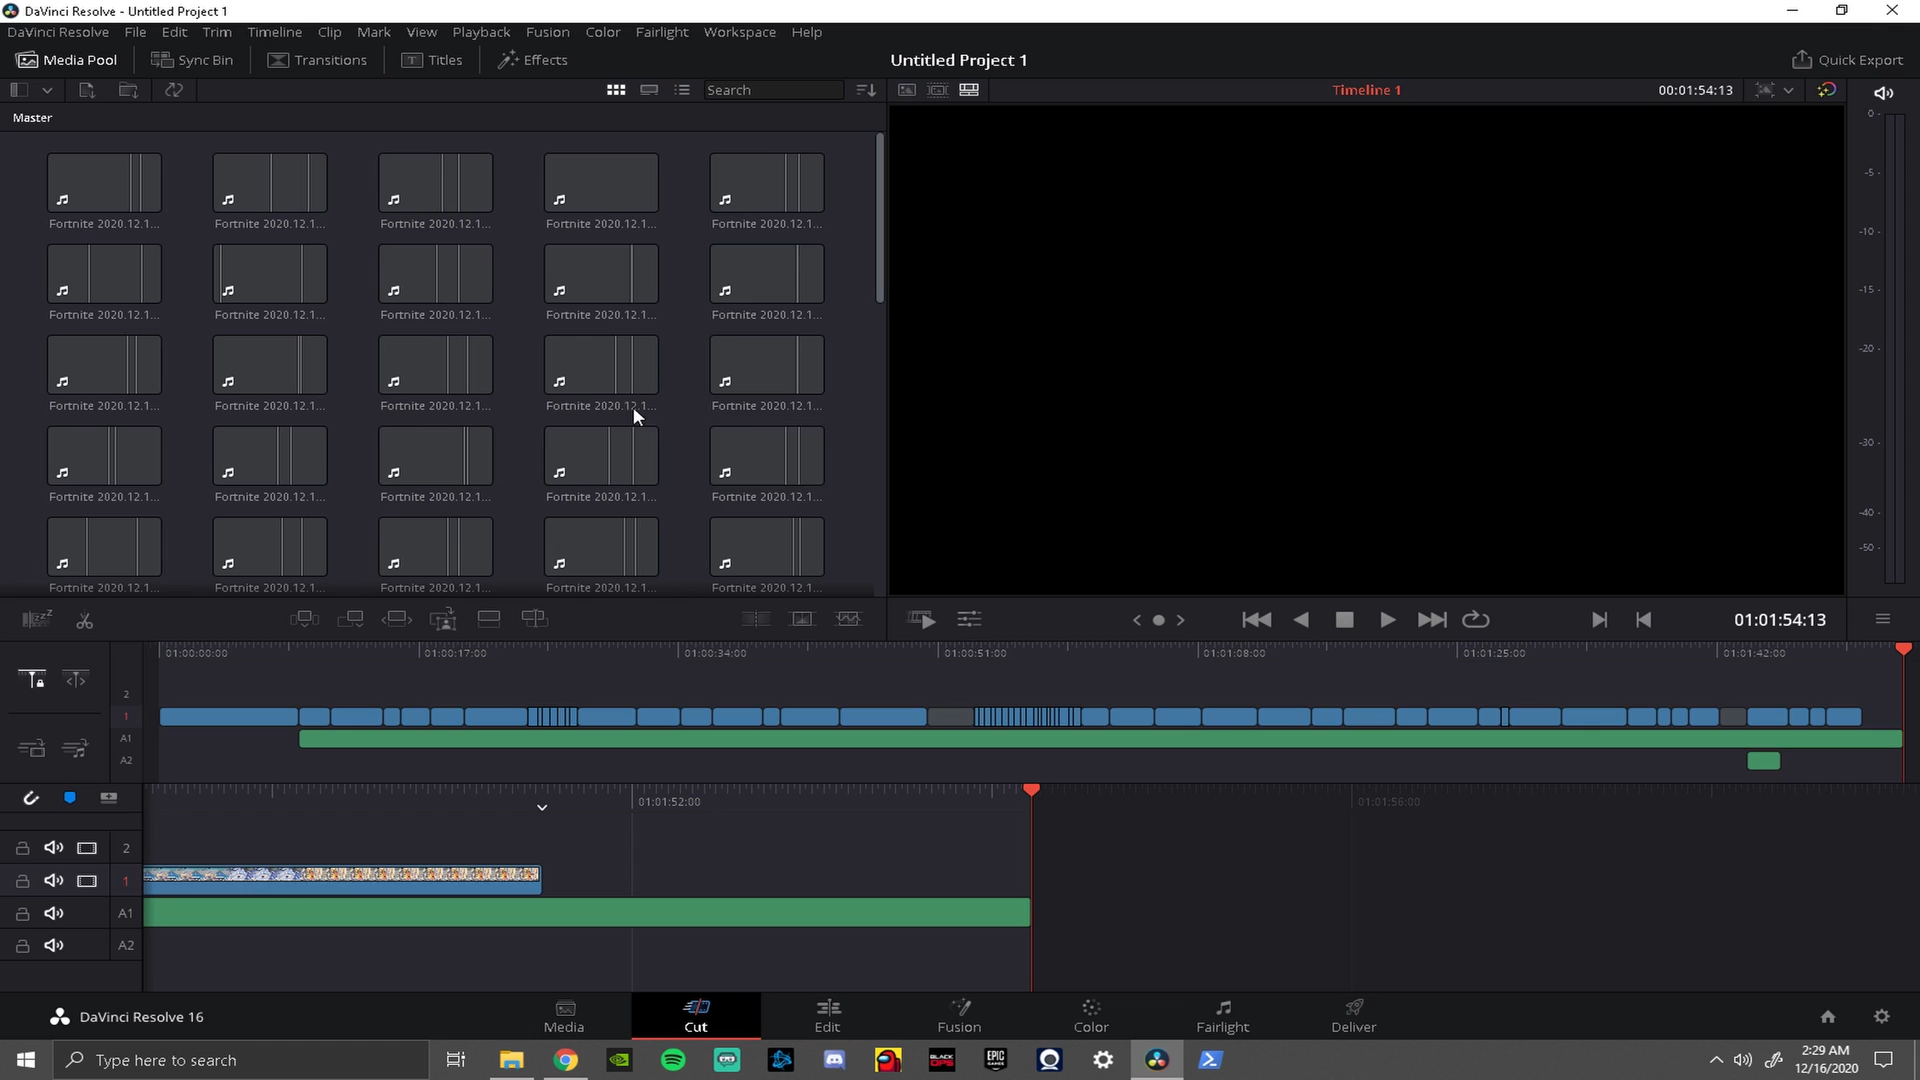 DaVinci Resolve - Untitled Project 1
DaVinci Resolve File Edit Trim Timeline Clip Mark View Playback Fusion Color Fairlight Workspace Help
Media Pool Sync Bin Transitions T Titles Effects Untitled Project 1 Quick Export
Search Timeline 1 00:01:54:13
Master
Fortnite 2020.12.1... Fortnite 2020.12.1... Fortnite 2020.12.1... Fortnite 2020.12.1... Fortnite 2020.12.1...
Fortnite 2020.12.1... Fortnite 2020.12.1... Fortnite 2020.12.1... Fortnite 2020.12.1... Fortnite 2020.12.1...
Fortnite 2020.12.1... Fortnite 2020.12.1... Fortnite 2020.12.1... Fortnite 2020.12.1... Fortnite 2020.12.1...
Fortnite 2020.12.1... Fortnite 2020.12.1... Fortnite 2020.12.1... Fortnite 2020.12.1... Fortnite 2020.12.1...
Fortnite 2020.12.1... Fortnite 2020.12.1... Fortnite 2020.12.1... Fortnite 2020.12.1... Fortnite 2020.12.1...
0-
-5-
-10-
-15-
-20-
-30-
-40-
-50-
01:01:54:13
01:00:00:00 01:00:17:00 01:00:34:00 01:00:51:00 01:01:08:00 01:01:25:00 01:01:42:00
2
1
A1
A2
01:01:52:00 01:01:56:00
2
1
A1
A2
DaVinci Resolve 16
Media Cut Edit Fusion Color Fairlight Deliver
Type here to search
BLACK OPS
EPIC GAMES
2:29 AM
12/16/2020